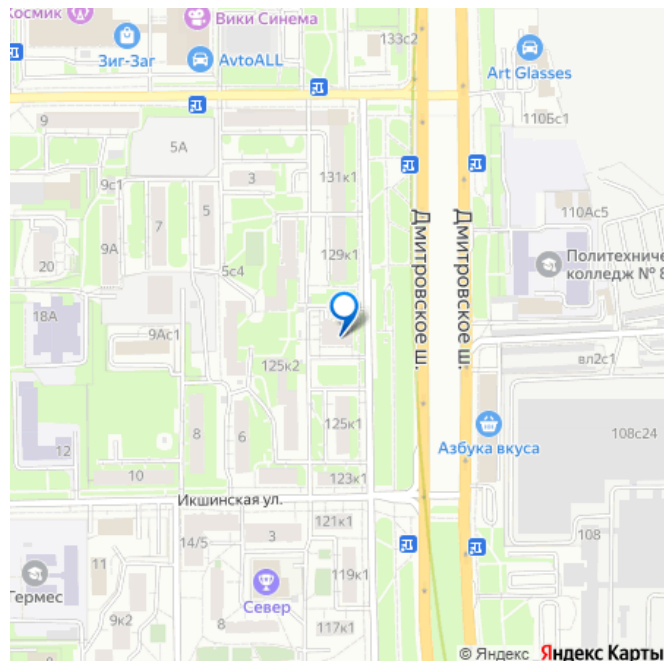 Космик
Вики Синема
133с2
Зиг-Заг
AvtoALL
Art Glasses
110Бс1
9
5А
131к1
3
9с1
5
7
110Ас5
9А
129к1
20
5с4
Политехниче
колледж № 8
18А
9Ас1
вл2с1
Дмитровское ш.
Дмитровское ш.
125к2
125к1
108с24
8
6
Азбука вкуса
12
10
123к1
Икшинская ул.
121к1
14/5
3
108
11
119к1
Гермес
Север
9к2
8
117к1
© Яндекс Яндекс Карты